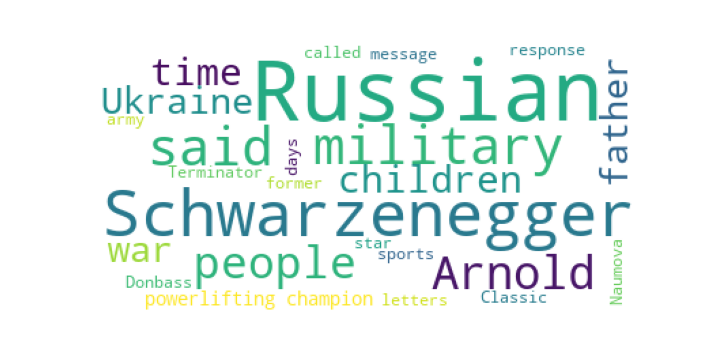 called message response
time Russian father
Ukraine
army
said military
days
Terminator
former children
Schwarzenegger
war star
people sports Naumova
Arnold
Donbass
powerlifting champion letters Classic